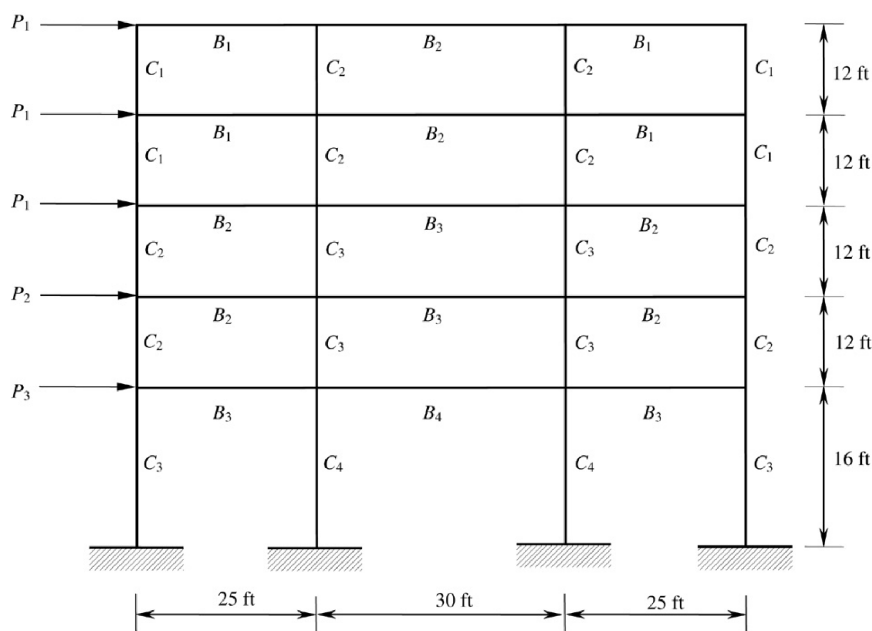 P₁
B₁ B₂ B₁
C₁ C₂ C₂ C₁ 12 ft
P₁
B₁ B₂ B₁
C₁ C₂ C₂ C₁ 12 ft
P₁
B₂ B₃ B₂
C₂ C₃ C₃ C₂ 12 ft
P₂
B₂ B₃ B₂
C₂ C₃ C₃ C₂ 12 ft
P₃
B₃ B₄ B₃
C₃ C₄ C₄ C₃ 16 ft
25 ft 30 ft 25 ft